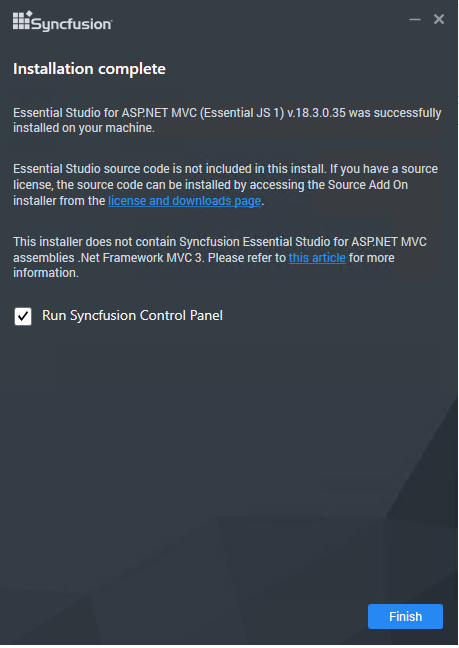 Syncfusion
Installation complete
Essential Studio for ASP.NET MVC (Essential JS 1) v.18.3.0.35 was successfully
installed on your machine.
Essential Studio source code is not included in this install. If you have a source
license, the source code can be installed by accessing the Source Add On
installer from the license and downloads page.
This installer does not contain Syncfusion Essential Studio for ASP.NET MVC
assemblies .Net Framework MVC 3. Please refer to this article for more
information.
Run Syncfusion Control Panel
Finish